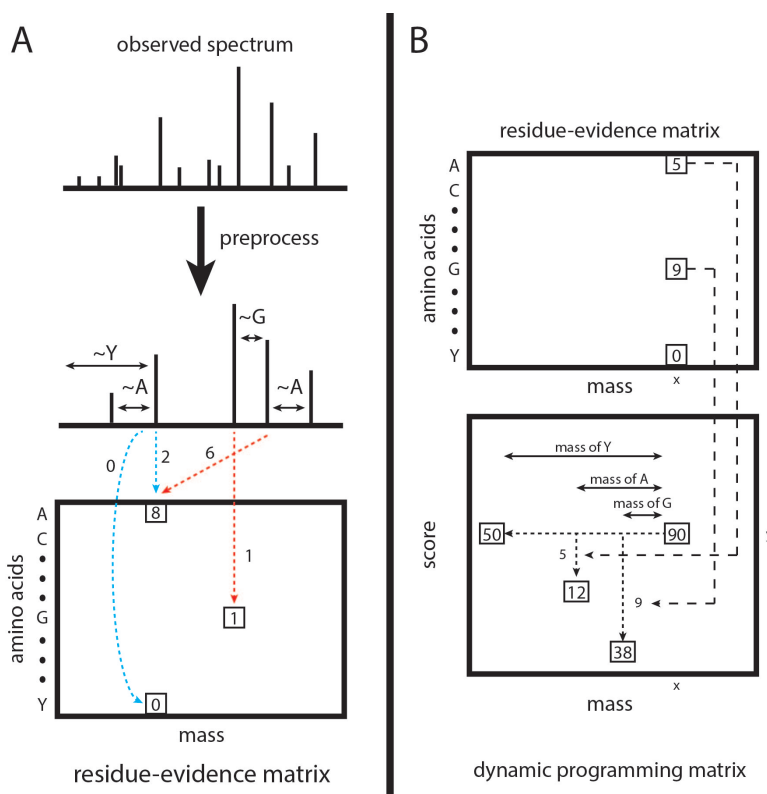 A
observed spectrum
preprocess
~G
~Y
~A
~A
0
2
6
A
8
C
1
amino acids
G
1
Y
0
mass
residue-evidence matrix
B
residue-evidence matrix
A
5
C
amino acids
G
9
Y
0
mass
x
mass of Y
mass of A
mass of G
score
50
90
5
12
9
38
x
mass
dynamic programming matrix